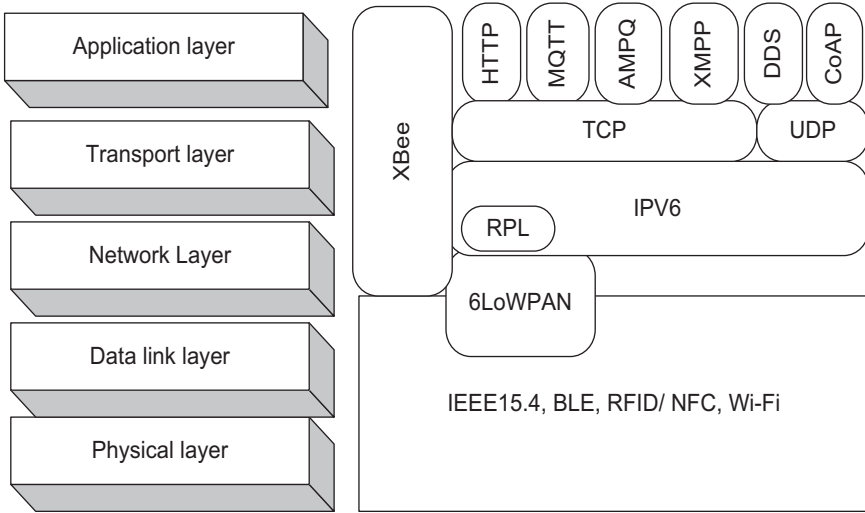 Application layer
Transport layer
Network Layer
Data link layer
Physical layer
XBee
HTTP
MQTT
AMPQ
XMPP
DDS
CoAP
TCP
UDP
IPV6
RPL
6LoWPAN
IEEE15.4, BLE, RFID/ NFC, Wi-Fi